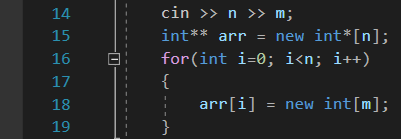 14 cin >> n >> m;
15 int** arr = new int*[n];
16 for(int i=0; i<n; i++)
17 {
18 arr[i] = new int[m];
19 }